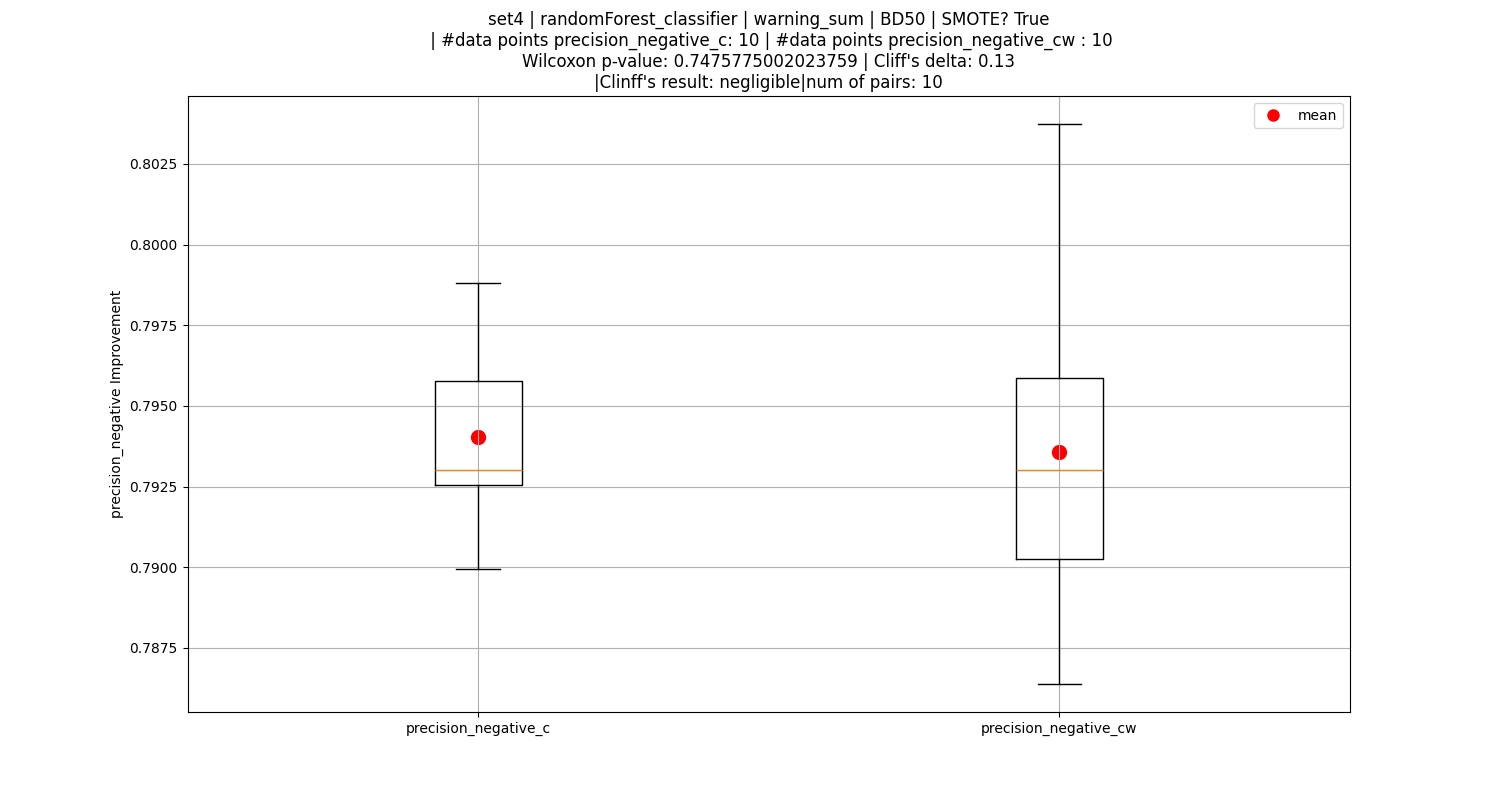 set4 | randomForest_classifier | warning_sum | BD50 | SMOTE? True
| #data points precision_negative_c: 10 | #data points precision_negative_cw : 10
Wilcoxon p-value: 0.7475775002023759 | Cliff's delta: 0.13
|Clinff's result: negligible|num of pairs: 10
mean
0.8025
0.8000
0.7975
0.7950
0.7925
0.7900
0.7875
precision_negative Improvement
precision_negative_c
precision_negative_cw